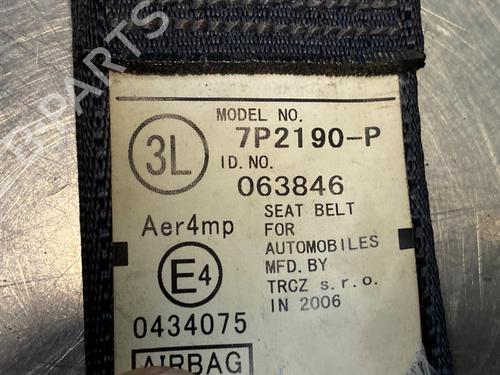 B-PARTS
MODEL NO.
3L
7P2190-P
ID.NO.
063846
Aer4mp
SEAT BELT
FOR
AUTOMOBILES
MFD.BY
TRCZ s.r.o.
IN 2006
E4
0434075
AIRBAG